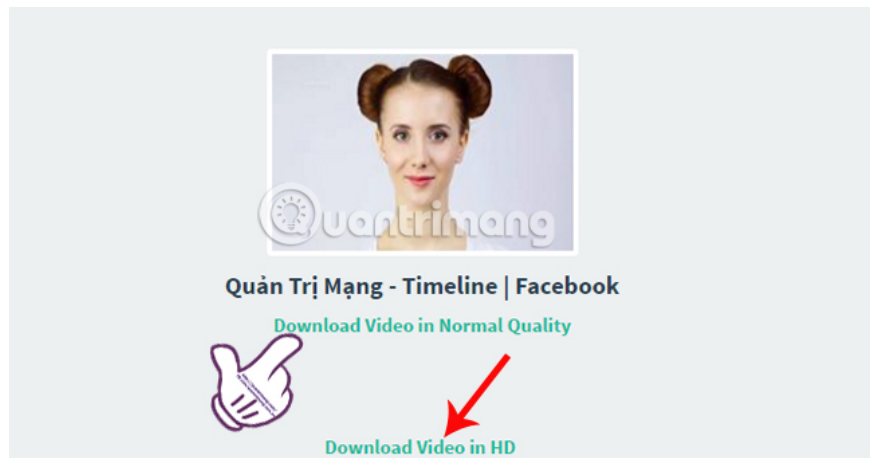 Quantrimang
Quản Trị Mạng - Timeline | Facebook
Download Video in Normal Quality
Download Video in HD